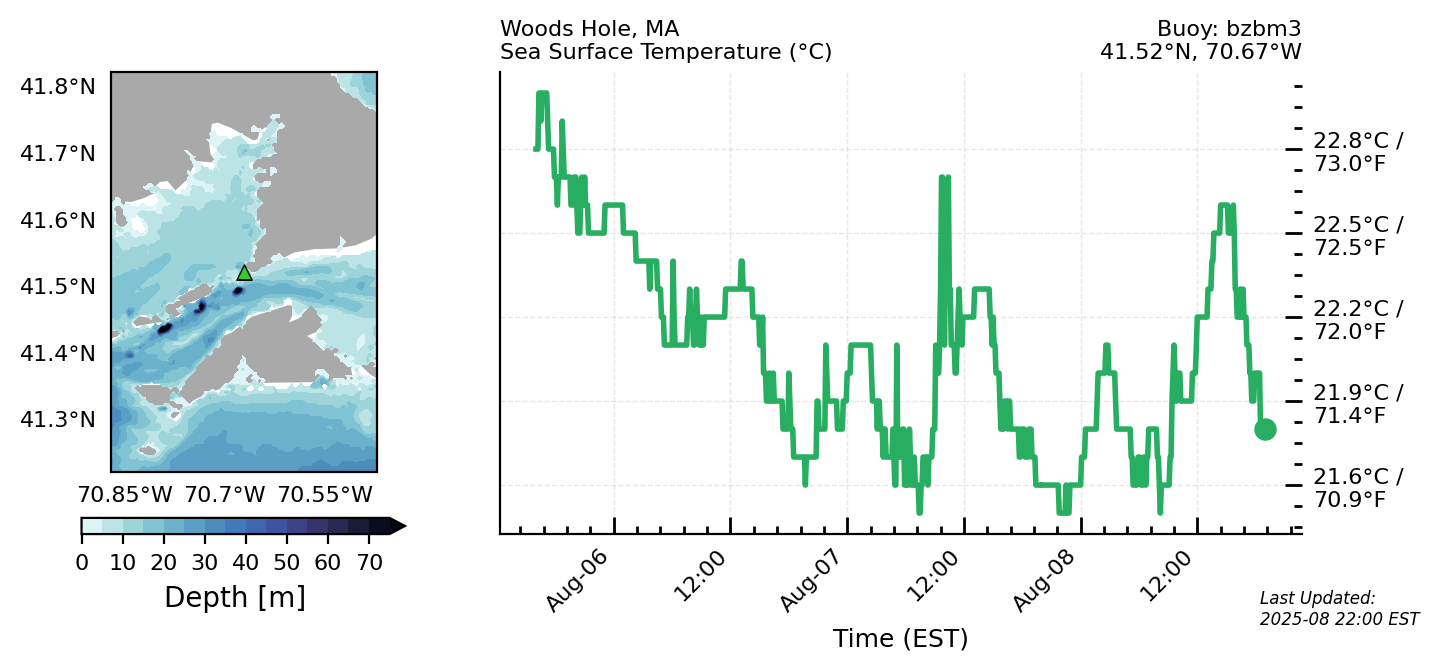 Woods Hole, MA
Sea Surface Temperature (°C)
Buoy: bzbm3
41.52°N, 70.67°W
41.8°N
41.7°N
41.6°N
41.5°N
41.4°N
41.3°N
70.85°W 70.7°W 70.55°W
0 10 20 30 40 50 60 70
Depth [m]
22.8°C /
73.0°F
22.5°C /
72.5°F
22.2°C /
72.0°F
21.9°C /
71.4°F
21.6°C /
70.9°F
Aug-06 12:00 Aug-07 12:00 Aug-08 12:00
Time (EST)
Last Updated:
2025-08 22:00 EST